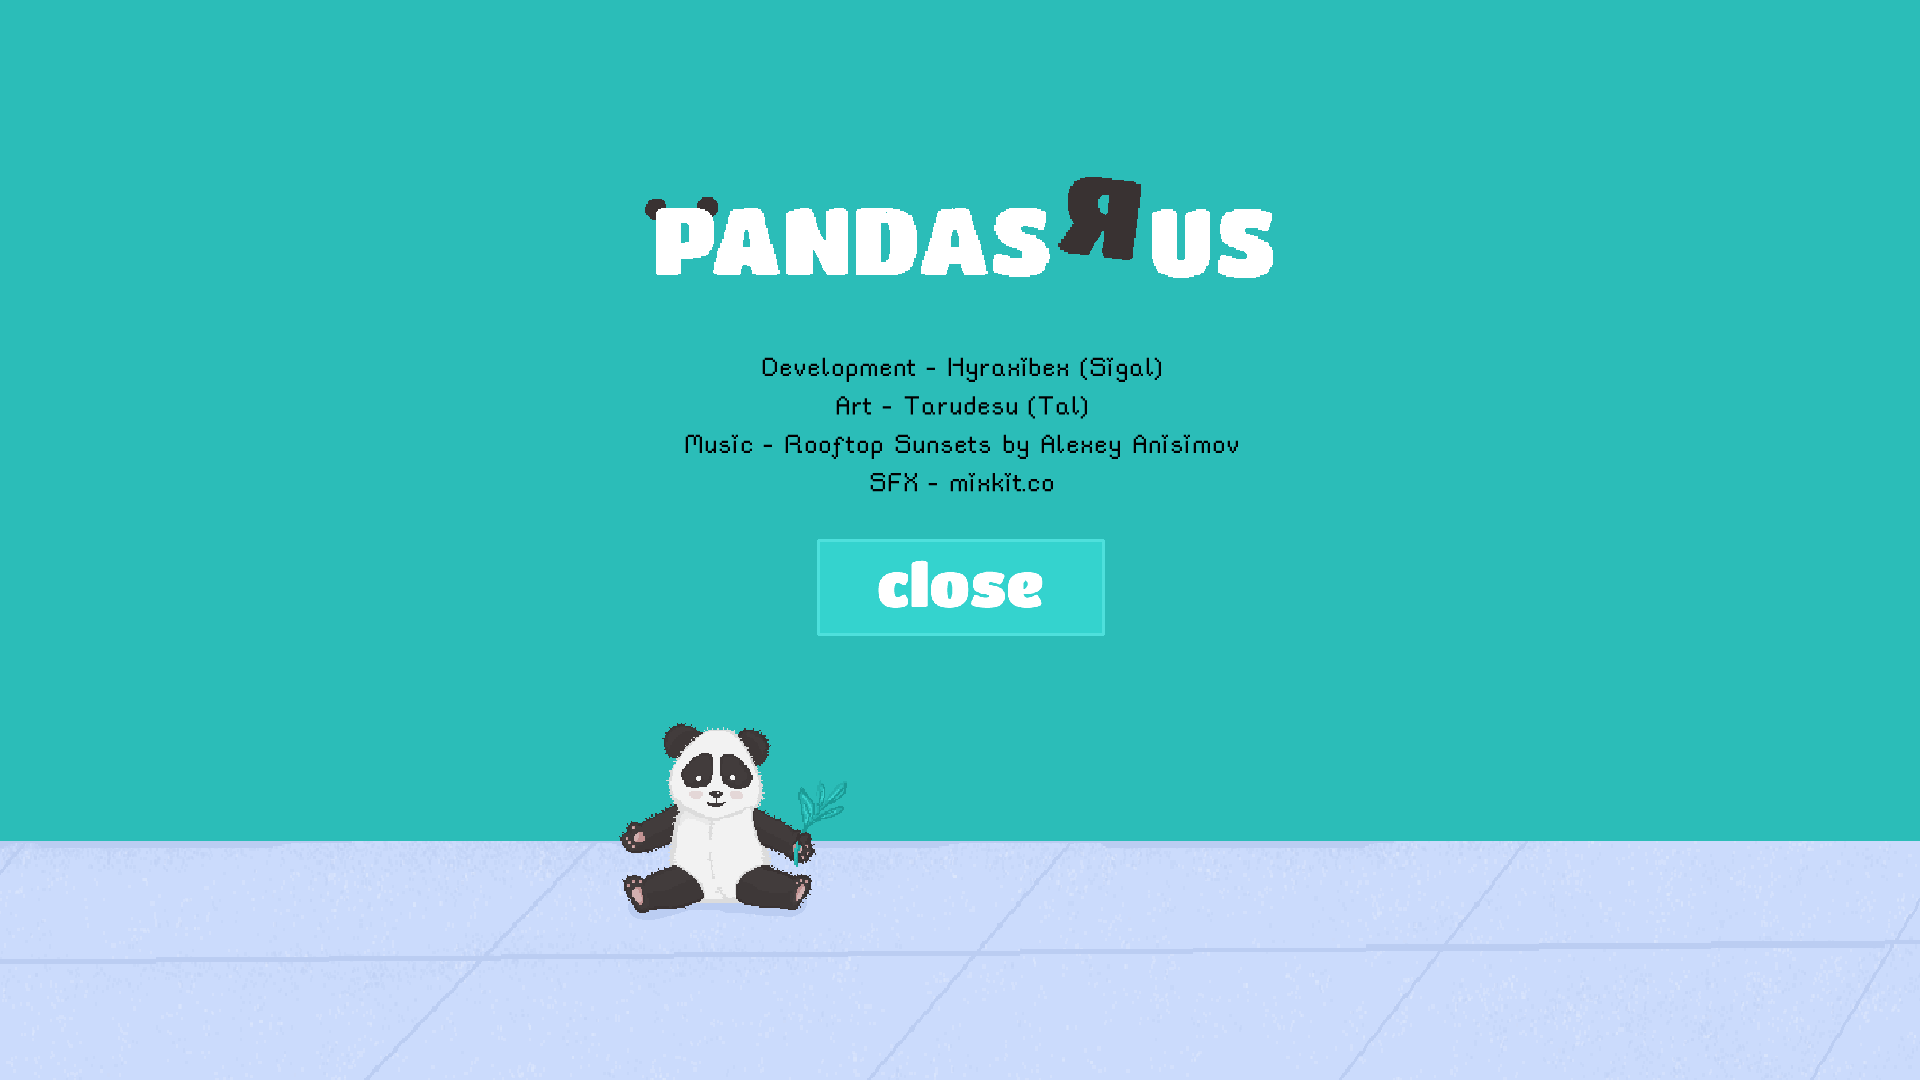 PANDAS R US
Development - Hyraxibex (Sigal)
Art - Tarudesu (Tal)
Music - Rooftop Sunsets by Alexey Anisimov
SFX - mixkit.co
close